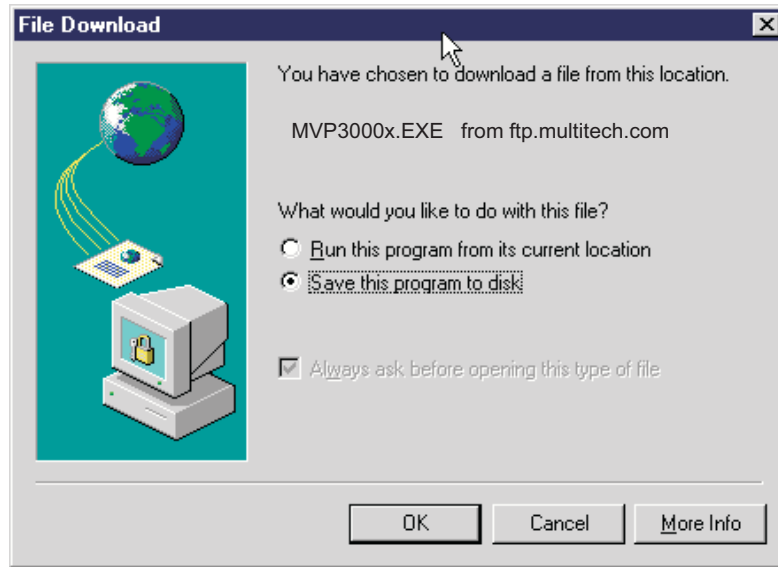 File Download
You have chosen to download a file from this location.
MVP3000x.EXE from ftp.multitech.com
What would you like to do with this file?
Run this program from its current location
Save this program to disk
Always ask before opening this type of file
OK
Cancel
More Info